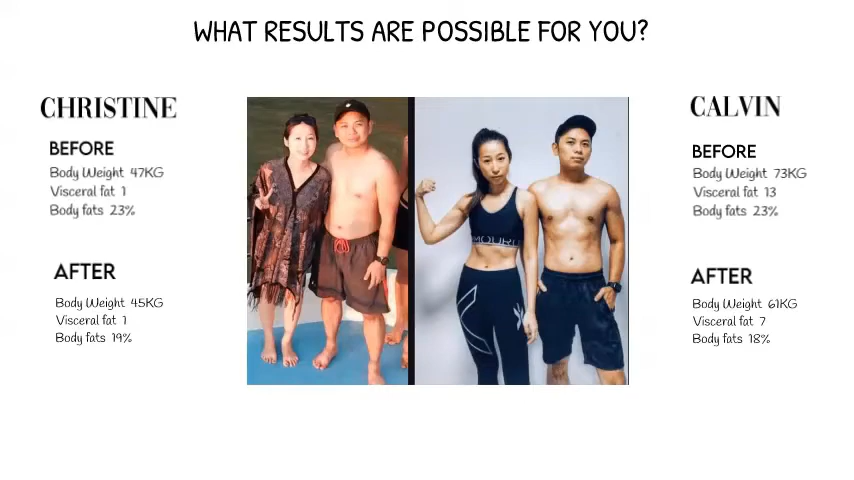 WHAT RESULTS ARE POSSIBLE FOR YOU?
CHRISTINE
BEFORE
Body Weight 47KG
Visceral fat 1
Body fats 23%
AFTER
Body Weight 45KG
Visceral fat 1
Body fats 19%
CALVIN
BEFORE
Body Weight 73KG
Visceral fat 13
Body fats 23%
AFTER
Body Weight 61KG
Visceral fat 7
Body fats 18%